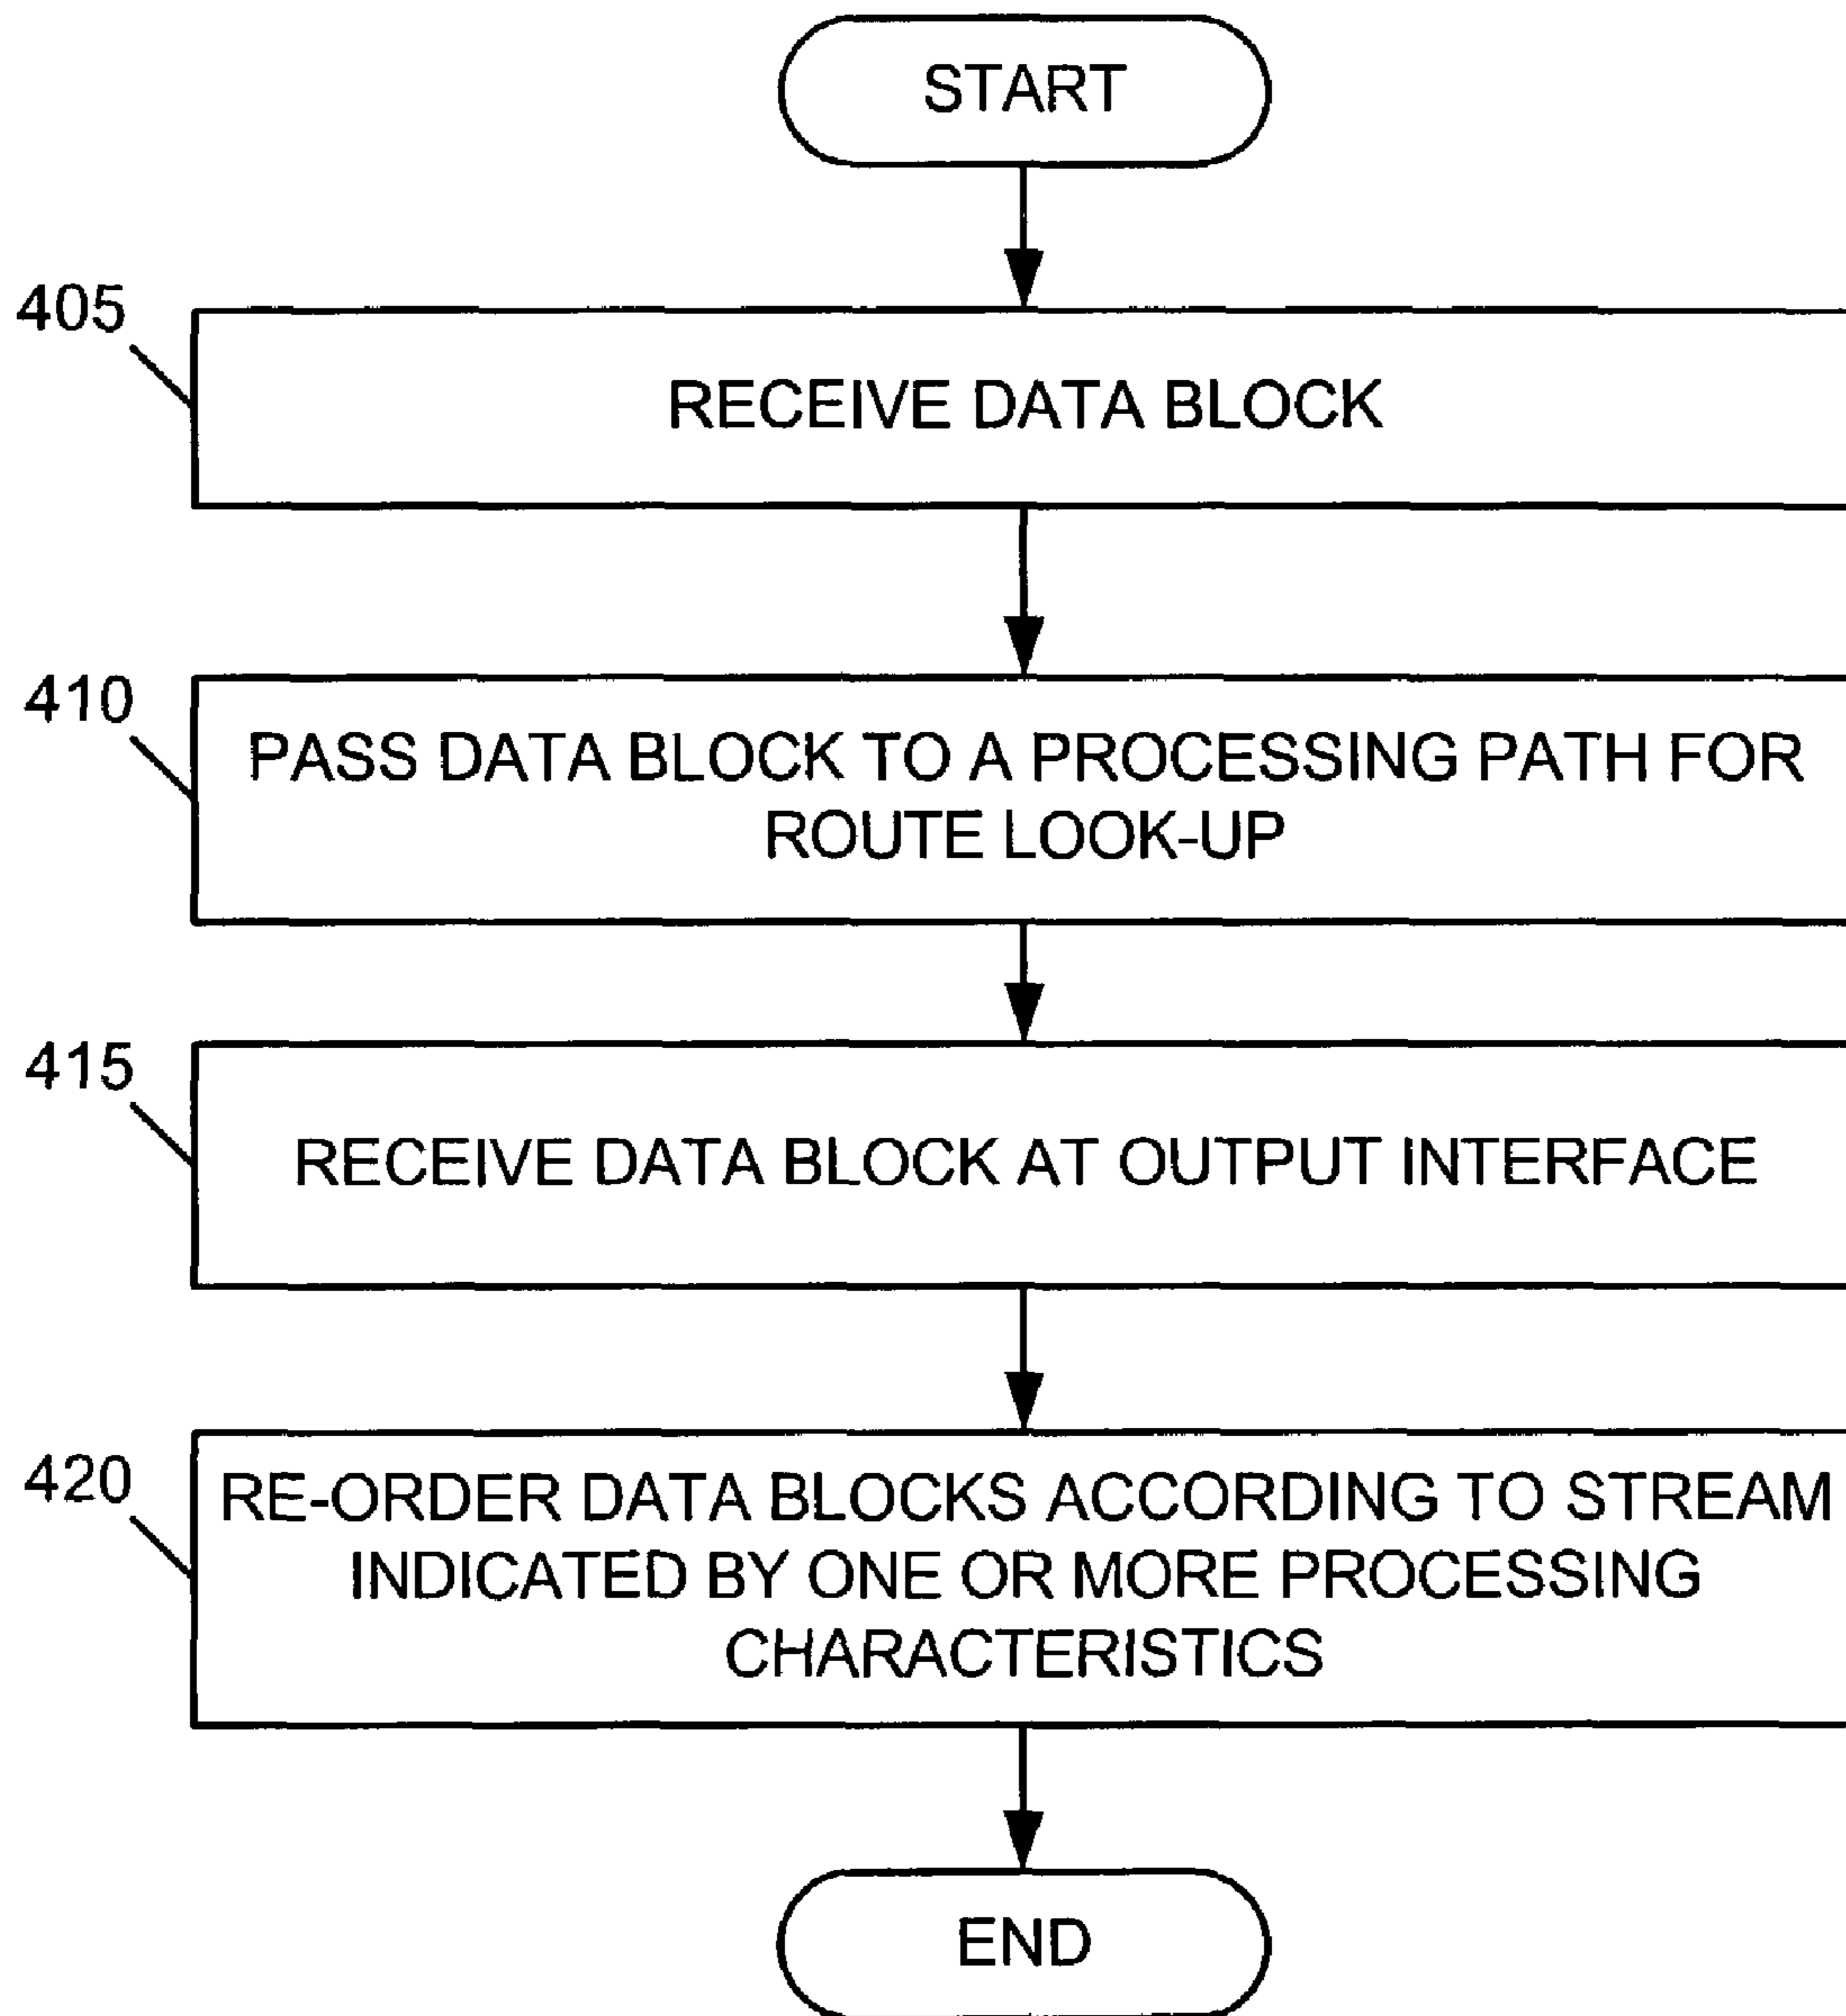 START
405
RECEIVE DATA BLOCK
410
PASS DATA BLOCK TO A PROCESSING PATH FOR
ROUTE LOOK-UP
415
RECEIVE DATA BLOCK AT OUTPUT INTERFACE
420
RE-ORDER DATA BLOCKS ACCORDING TO STREAM
INDICATED BY ONE OR MORE PROCESSING
CHARACTERISTICS
END